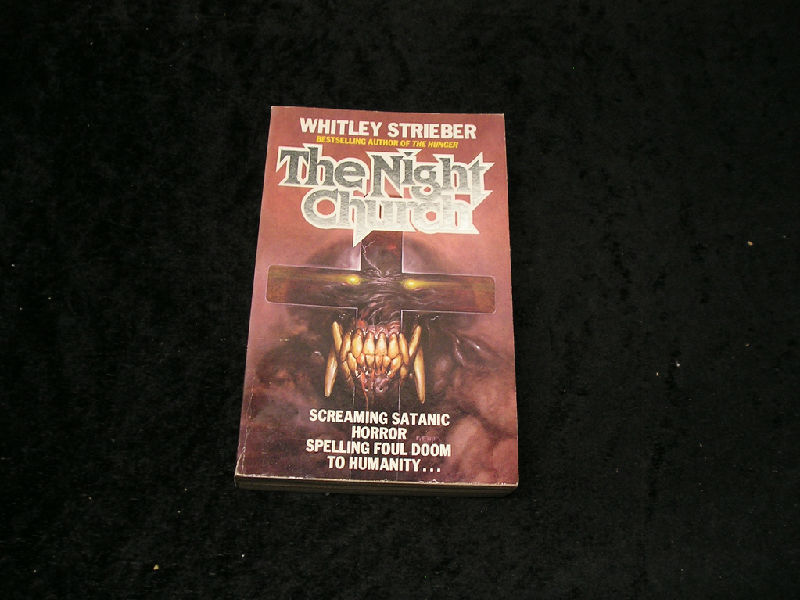 WHITLEY STRIEBER
BESTSELLING AUTHOR OF THE HUNGER
The Night
Church
SCREAMING SATANIC
HORROR
SPELLING FOUL DOOM
TO HUMANITY...